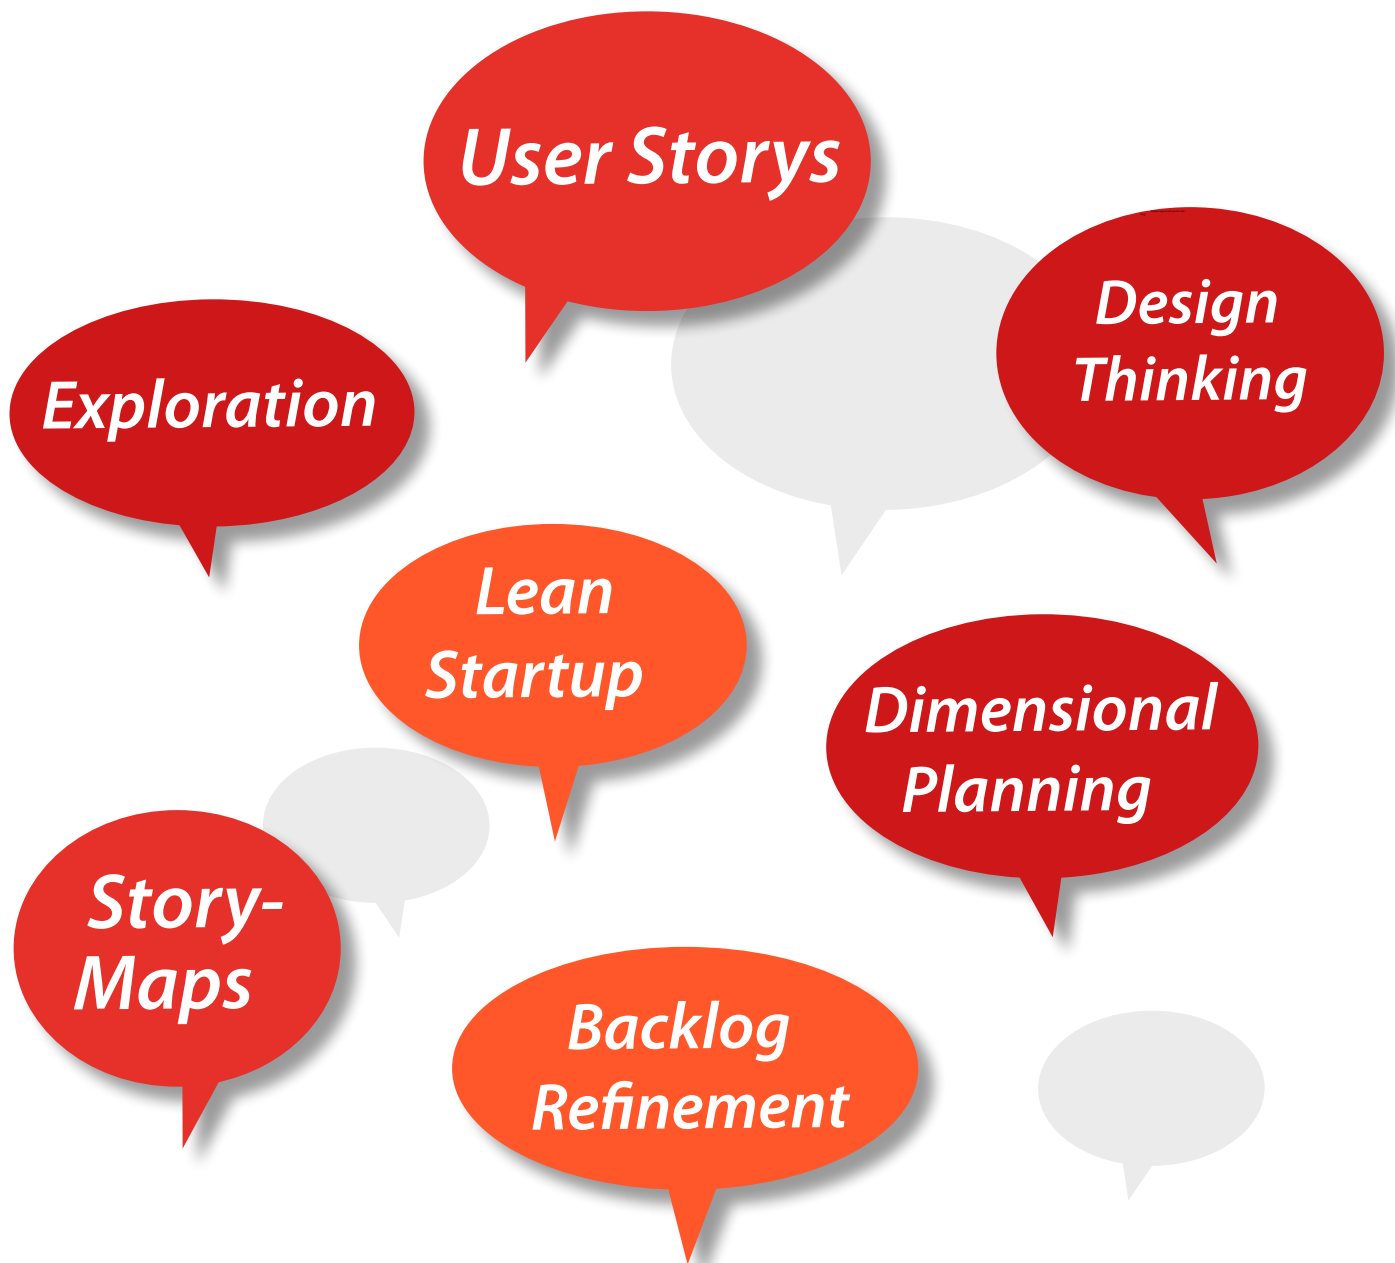 User Storys
Design
Thinking
Exploration
Lean
Startup
Dimensional
Planning
Story-
Maps
Backlog
Refinement